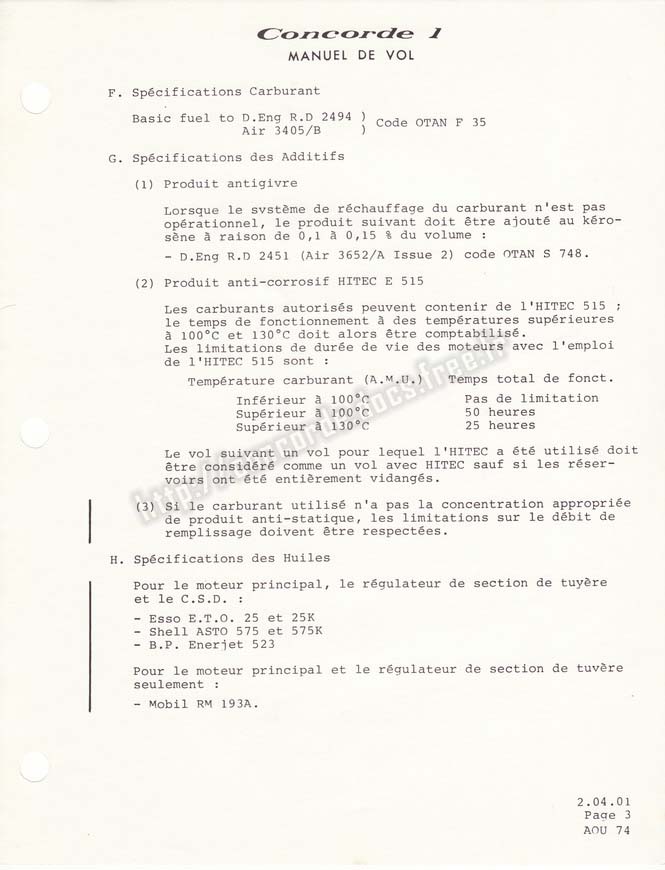 Concorde 1
MANUEL DE VOL
F. Spécifications Carburant
Basic fuel to D.Eng R.D 2494 )
Air 3405/B ) Code OTAN F 35
G. Spécifications des Additifs
(1) Produit antigivre
Lorsque le système de réchauffage du carburant n'est pas
opérationnel, le produit suivant doit être ajouté au kéro-
sène à raison de 0,1 à 0,15 % du volume :
- D.Eng R.D 2451 (Air 3652/A Issue 2) code OTAN S 748.
(2) Produit anti-corrosif HITEC E 515
Les carburants autorisés peuvent contenir de l'HITEC 515 ;
le temps de fonctionnement à des températures supérieures
à 100°C et 130°C doit alors être comptabilisé.
Les limitations de durée de vie des moteurs avec l'emploi
de l'HITEC 515 sont :
Température carburant (A.M.U.) Temps total de fonct.
Inférieur à 100°C Pas de limitation
Supérieur à 100°C 50 heures
Supérieur à 130°C 25 heures
Le vol suivant un vol pour lequel l'HITEC a été utilisé doit
être considéré comme un vol avec HITEC sauf si les réser-
voirs ont été entièrement vidangés.
(3) Si le carburant utilisé n'a pas la concentration appropriée
de produit anti-statique, les limitations sur le débit de
remplissage doivent être respectées.
H. Spécifications des Huiles
Pour le moteur principal, le régulateur de section de tuyère
et le C.S.D. :
- Esso E.T.O. 25 et 25K
- Shell ASTO 575 et 575K
- B.P. Enerjet 523
Pour le moteur principal et le régulateur de section de tuyère
seulement :
- Mobil RM 193A.
2.04.01
Page 3
AOU 74
http://concordedocs.free.fr